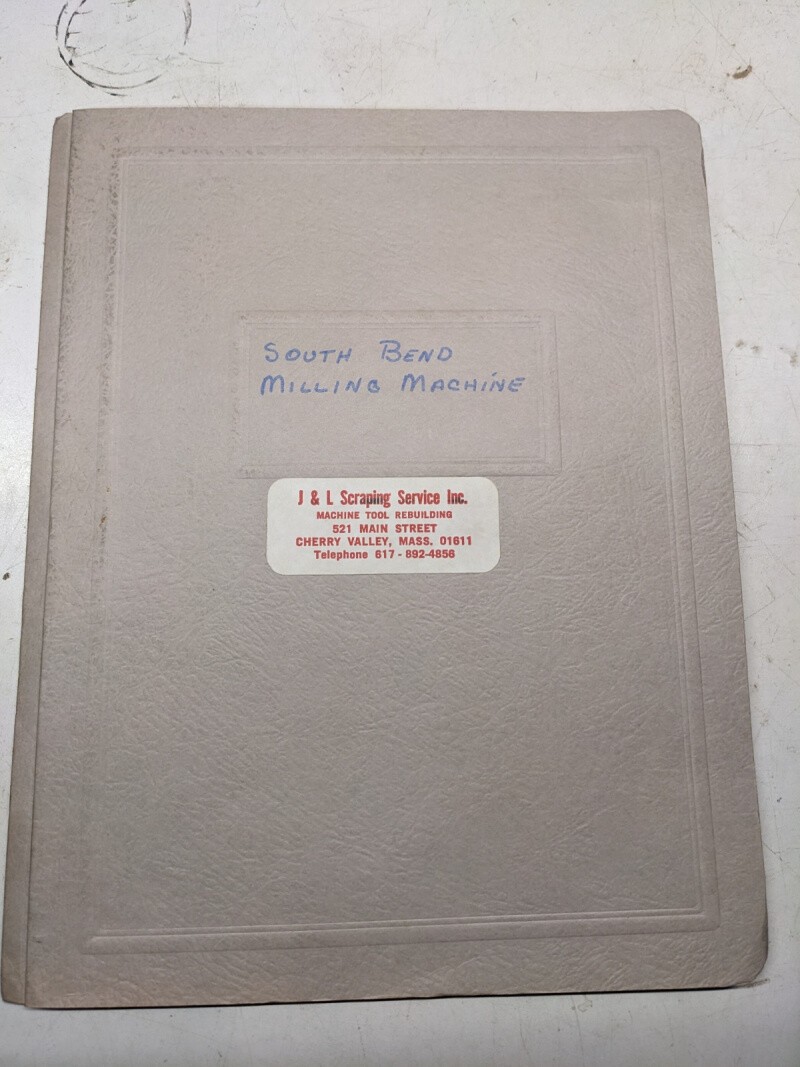 SOUTH BEND
MILLING MACHINE
J & L Scraping Service Inc.
MACHINE TOOL REBUILDING
521 MAIN STREET
CHERRY VALLEY, MASS. 01611
Telephone 617 - 892-4856